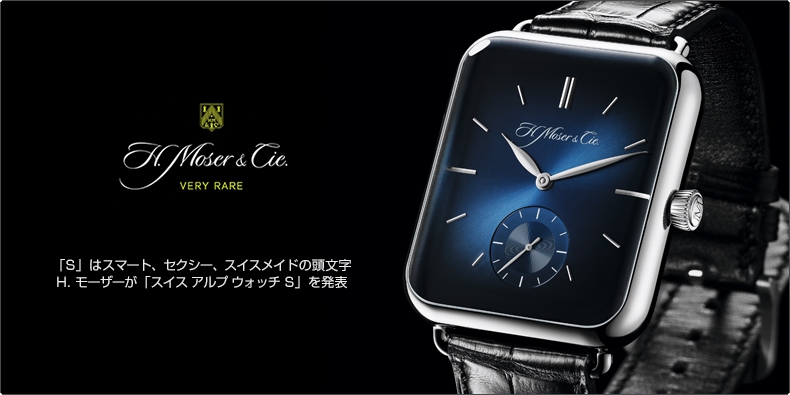 H. Moser & Cie.
VERY RARE
「S」はスマート、セクシー、スイスメイドの頭文字
H. モーザーが「スイス アルプ ウォッチ S」を発表
H. Moser & Cie.